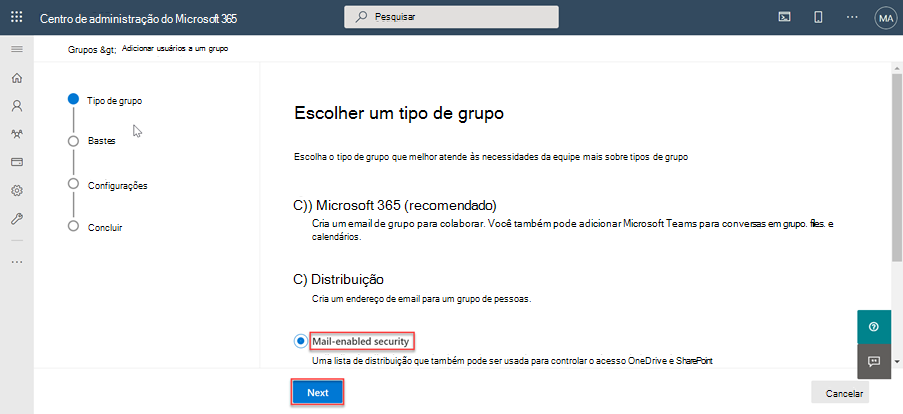 Centro de administração do Microsoft 365
Pesquisar
MA
Grupos &gt; Adicionar usuários a um grupo
Tipo de grupo
Bastes
Configurações
Concluir
Escolher um tipo de grupo
Escolha o tipo de grupo que melhor atende às necessidades da equipe mais sobre tipos de grupo
C)) Microsoft 365 (recomendado)
Cria um email de grupo para colaborar. Você também pode adicionar Microsoft Teams para conversas em grupo. files. e
calendários.
C) Distribuição
Cria um endereço de email para um grupo de pessoas.
Mail-enabled security
Uma lista de distribuição que também pode ser usada para controlar o acesso OneDrive e SharePoint
Next
Cancelar